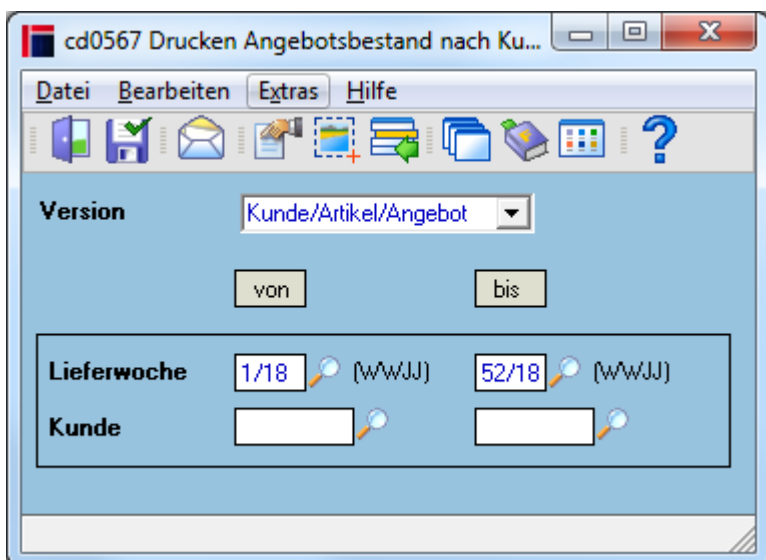 cd0567 Drucken Angebotsbestand nach Ku...
Datei Bearbeiten Extras Hilfe
Version Kunde/Artikel/Angebot
von bis
Lieferwoche 1/18 (WWJJ) 52/18 (WWJJ)
Kunde